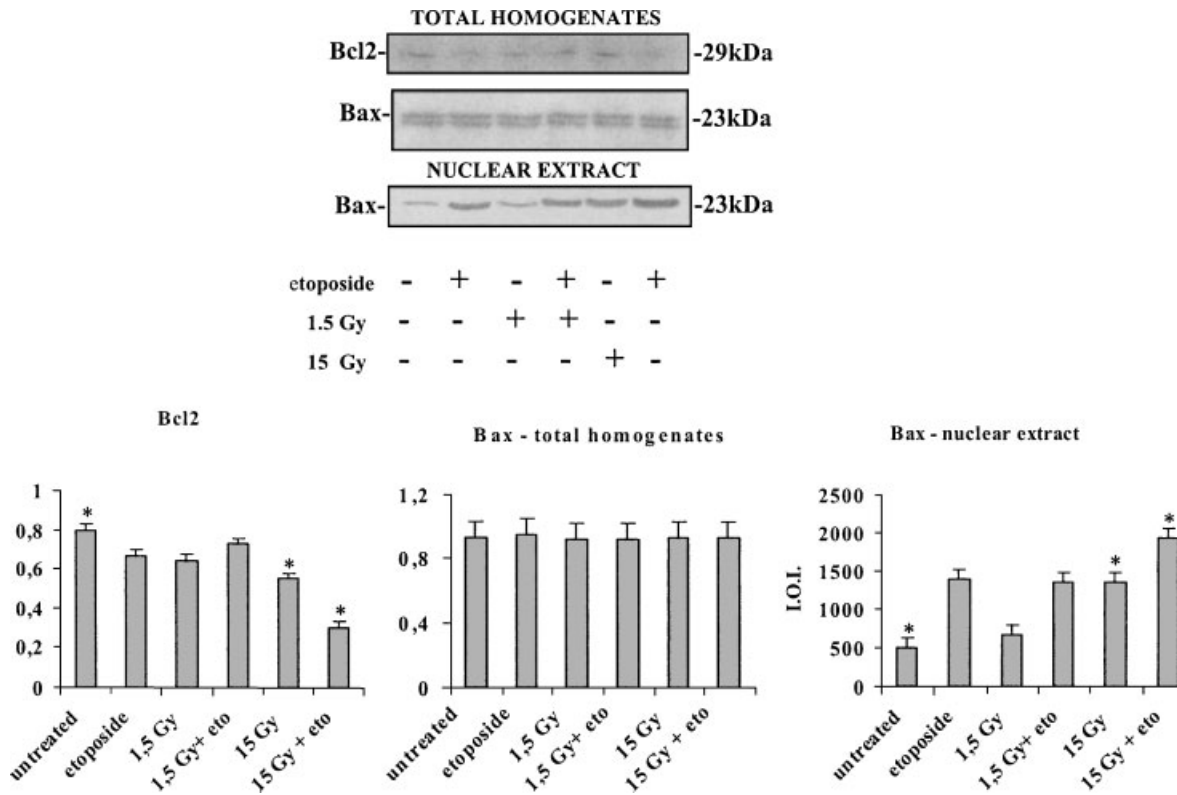 TOTAL HOMOGENATES
Bcl2- -29kDa
Bax- -23kDa
NUCLEAR EXTRACT
Bax- -23kDa
etoposide - + - + - +
1.5 Gy - - + + - -
15 Gy - - - - + -
Bcl2
1
0,8
0,6
0,4
0,2
0
* * *
untreated
etoposide
1,5 Gy
1,5 Gy+ eto
15 Gy
15 Gy + eto
Bax - total homogenates
1,2
0,8
0,4
0
untreated
etoposide
1,5 Gy
1,5 Gy+ eto
15 Gy
15 Gy + eto
Bax - nuclear extract
I.O.I.
2500
2000
1500
1000
500
0
* * *
untreated
etoposide
1,5 Gy
1,5 Gy+ eto
15 Gy
15 Gy + eto